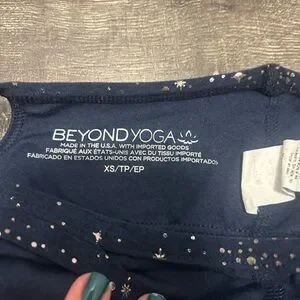 BEYOND YOGA
MADE IN THE U.S.A. WITH IMPORTED GOODS
FABRIQUÉ AUX ÉTATS-UNIS AVEC DU TISSU IMPORTÉ
FABRICADO EN ESTADOS UNIDOS CON PRODUCTOS IMPORTADOS
XS/TP/EP